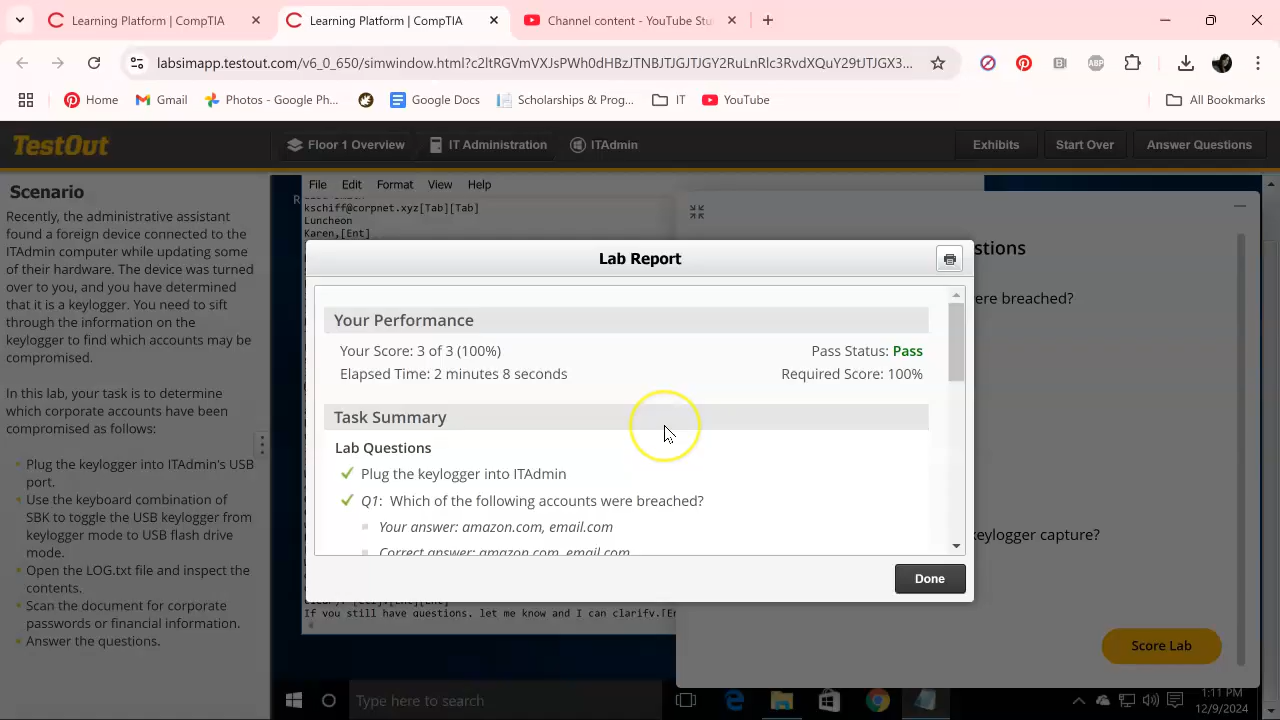 Learning Platform | CompTIA
Learning Platform | CompTIA
Channel content - YouTube Stu
labsimapp.testout.com/v6_0_650/simwindow.html?c2ltRGVmVXJsPWh0dHBzJTNBJTJGJTJGY2RuLnRlc3RvdXQuY29tJTJGX3...
Home
Gmail
Photos - Google Ph...
Google Docs
Scholarships & Prog...
IT
YouTube
All Bookmarks
TestOut
Floor 1 Overview
IT Administration
ITAdmin
Exhibits
Start Over
Answer Questions
Scenario
Recently, the administrative assistant
found a foreign device connected to the
ITAdmin computer while updating some
of their hardware. The device was turned
over to you, and you have determined
that it is a keylogger. You need to sift
through the information on the
keylogger to find which accounts may be
compromised.
In this lab, your task is to determine
which corporate accounts have been
compromised as follows:
Plug the keylogger into ITAdmin's USB
port.
Use the keyboard combination of
SBK to toggle the USB keylogger from
keylogger mode to USB flash drive
mode.
Open the LOG.txt file and inspect the
contents.
Scan the document for corporate
passwords or financial information.
Answer the questions.
File Edit Format View Help
kschiff@corpnet.xyz[Tab][Tab]
Luncheon
Karen,[Ent]
Lab Report
Your Performance
Your Score: 3 of 3 (100%)
Pass Status: Pass
Elapsed Time: 2 minutes 8 seconds
Required Score: 100%
Task Summary
Lab Questions
Plug the keylogger into ITAdmin
Q1: Which of the following accounts were breached?
Your answer: amazon.com, email.com
Correct answer: amazon.com, email.com
Done
estions
ere breached?
keylogger capture?
If you still have questions, let me know and I can clarify.[En
Score Lab
Type here to search
1:11 PM
12/9/2024